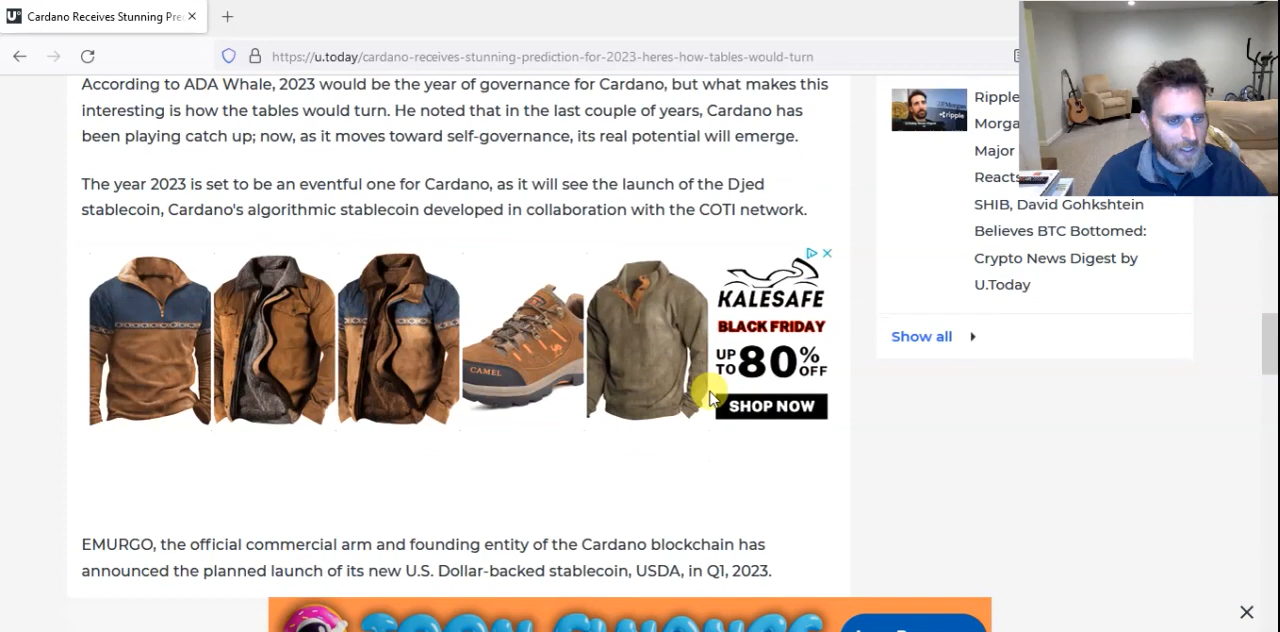 U° Cardano Receives Stunning Pre
https://u.today/cardano-receives-stunning-prediction-for-2023-heres-how-tables-would-turn
According to ADA Whale, 2023 would be the year of governance for Cardano, but what makes this
interesting is how the tables would turn. He noted that in the last couple of years, Cardano has
been playing catch up; now, as it moves toward self-governance, its real potential will emerge.
The year 2023 is set to be an eventful one for Cardano, as it will see the launch of the Djed
stablecoin, Cardano's algorithmic stablecoin developed in collaboration with the COTI network.
CAMEL
KALESAFE
BLACK FRIDAY
UP TO 80% OFF
SHOP NOW
EMURGO, the official commercial arm and founding entity of the Cardano blockchain has
announced the planned launch of its new U.S. Dollar-backed stablecoin, USDA, in Q1, 2023.
ripple
Ripple
Morga
Major
Reacts
SHIB, David Gohkshtein
Believes BTC Bottomed:
Crypto News Digest by
U.Today
Show all